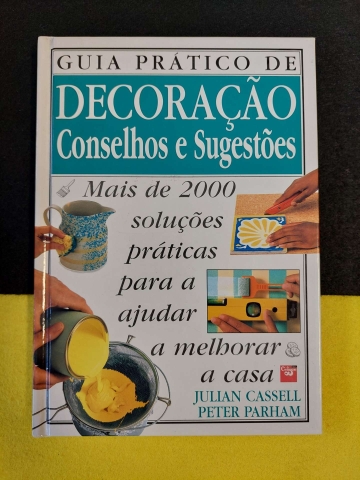 GUIA PRÁTICO DE
DECORAÇÃO
Conselhos e Sugestões
Mais de 2000
soluções
práticas
para a
ajudar
a melhorar
a casa
JULIAN CASSELL
PETER PARHAM